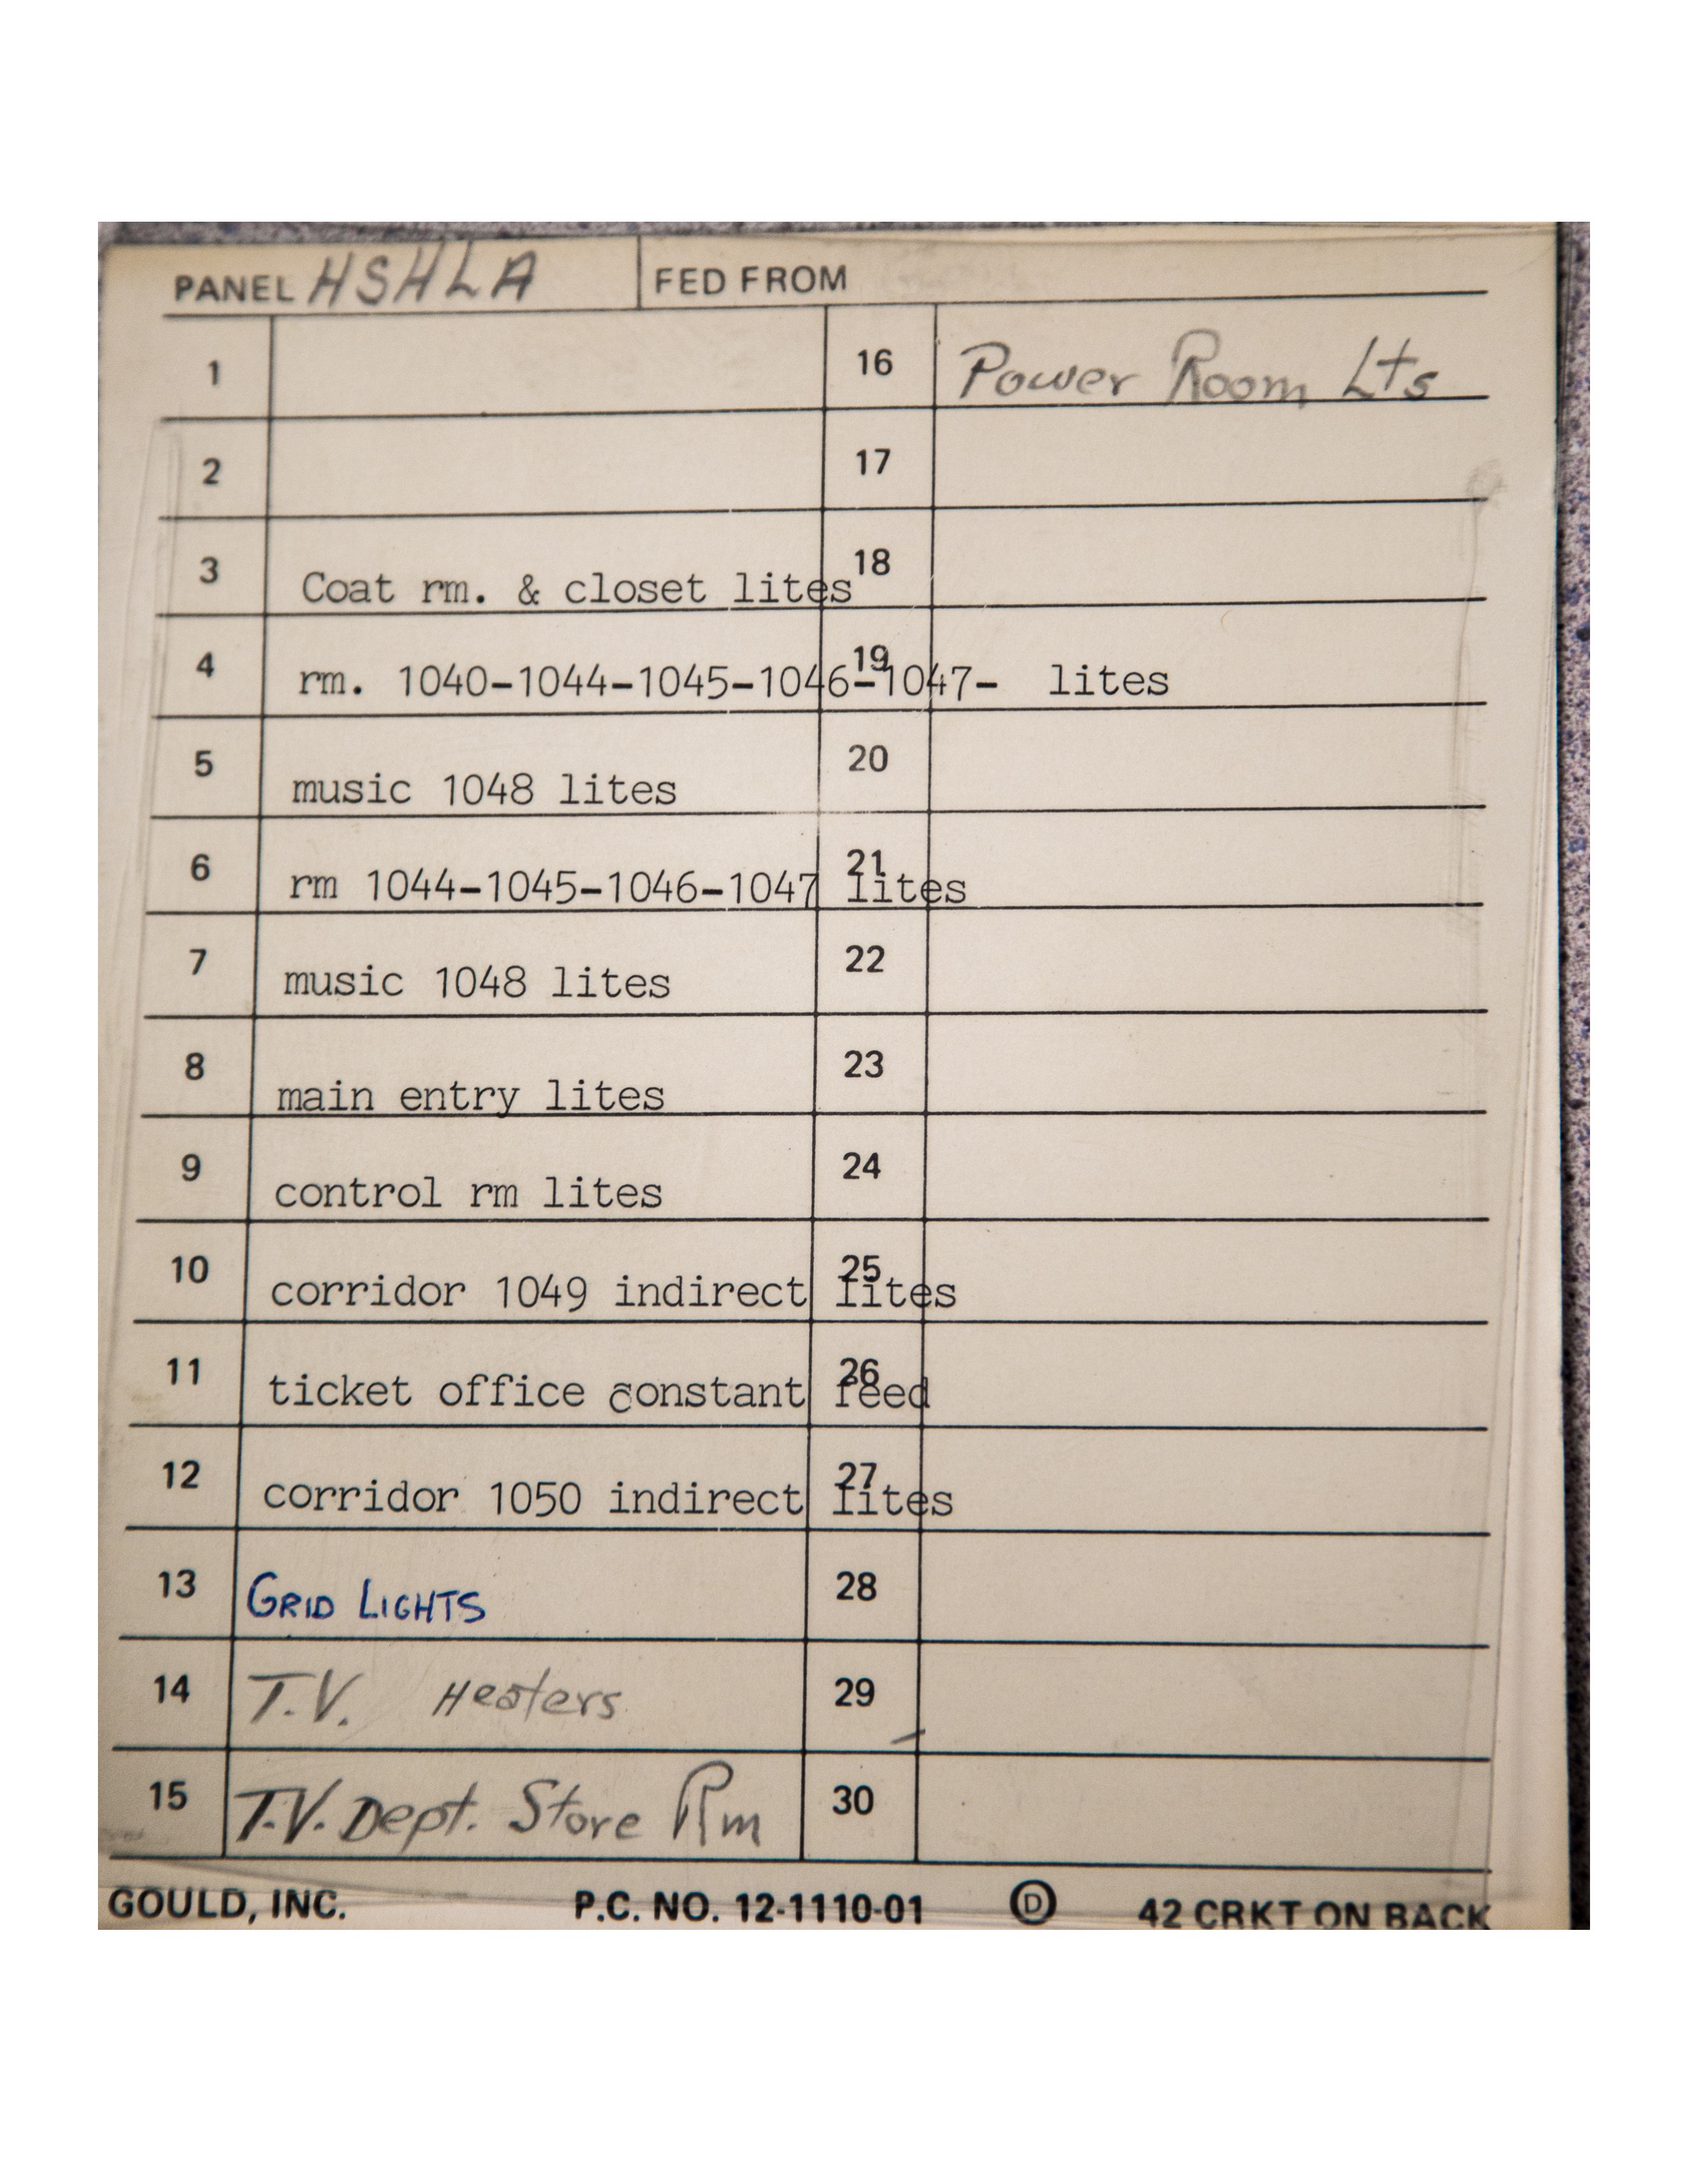 PANEL HSHLA FED FROM
1
2
3 Coat rm. & closet lites
4 rm. 1040-1044-1045-1046-1047- lites
5 music 1048 lites
6 rm 1044-1045-1046-1047 lites
7 music 1048 lites
8 main entry lites
9 control rm lites
10 corridor 1049 indirect lites
11 ticket office constant feed
12 corridor 1050 indirect lites
13 GRID LIGHTS
14 T.V. Heaters
15 T.V. Dept. Store Rm
16 Power Room Lts
17
18
19
20
21
22
23
24
25
26
27
28
29
30
GOULD, INC. P.C. NO. 12-1110-01 D 42 CRKT ON BACK